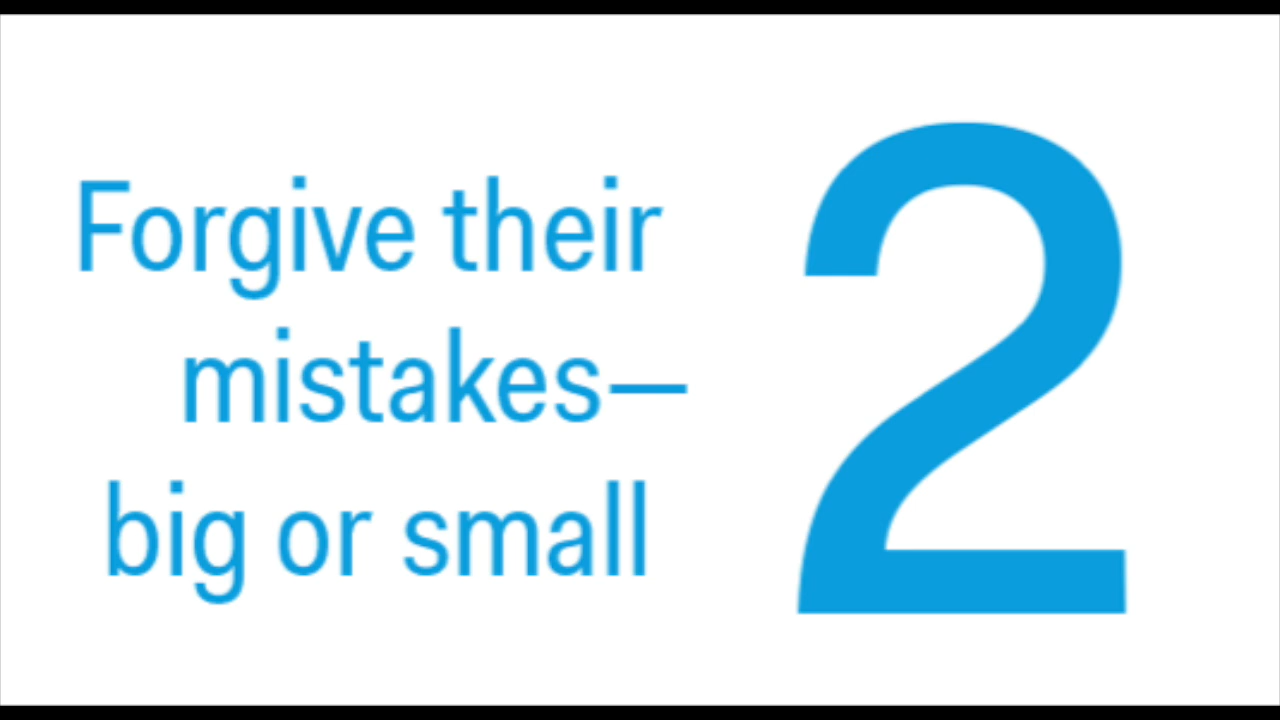 Forgive their
mistakes—
big or small
2